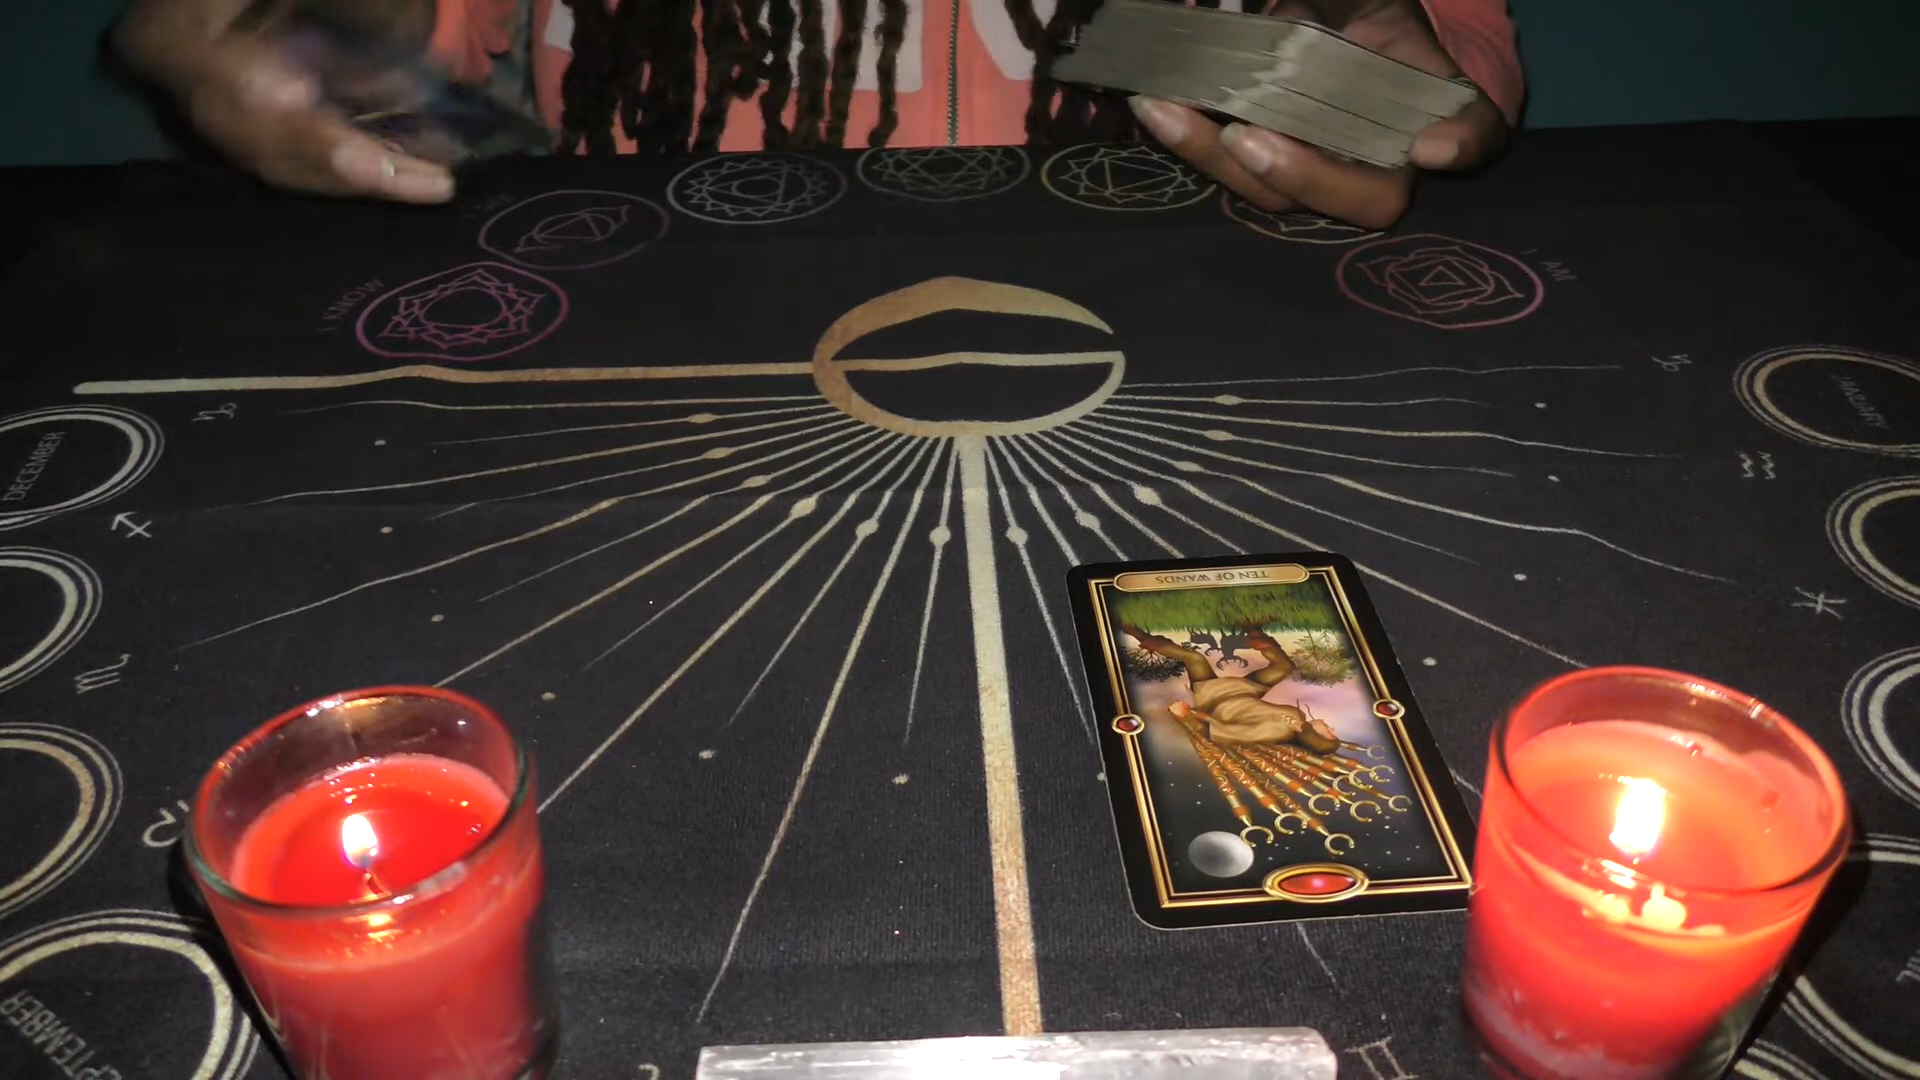 I KNOW
I AM
DECEMBER
JANUARY
TEN OF WANDS